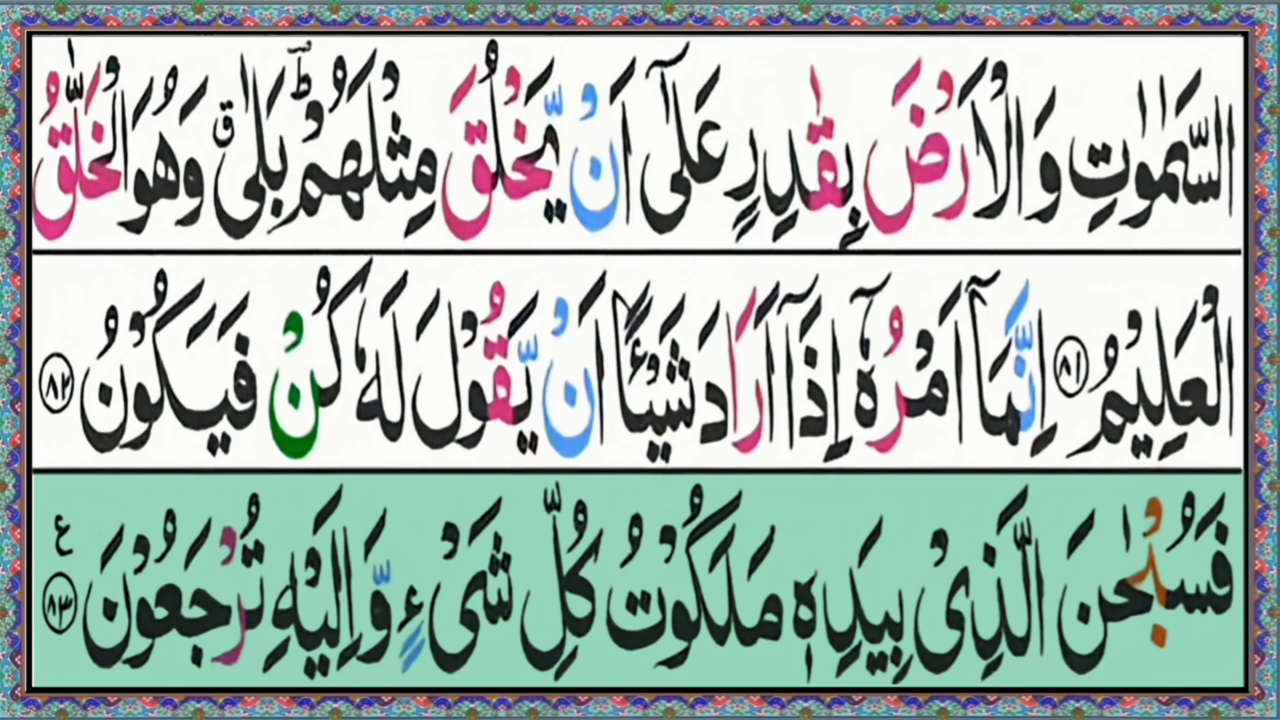 السَّمٰوٰتِ وَ الْاَرْضَ بِقٰدِرٍ عَلٰۤی اَنْ یَّخْلُقَ مِثْلَهُمْ ؕ بَلٰی ۗ وَهُوَ الْخَلّٰقُ
الْعَلِیْمُ ﴿۸۱﴾ اِنَّمَاۤ اَمْرُهٗۤ اِذَاۤ اَرَادَ شَیْـًٔا اَنْ یَّقُوْلَ لَهٗ كُنْ فَیَكُوْنُ ﴿۸۲﴾
فَسُبْحٰنَ الَّذِیْ بِیَدِهٖ مَلَكُوْتُ كُلِّ شَیْءٍ وَّ اِلَیْهِ تُرْجَعُوْنَ ﴿۸۳﴾ ع